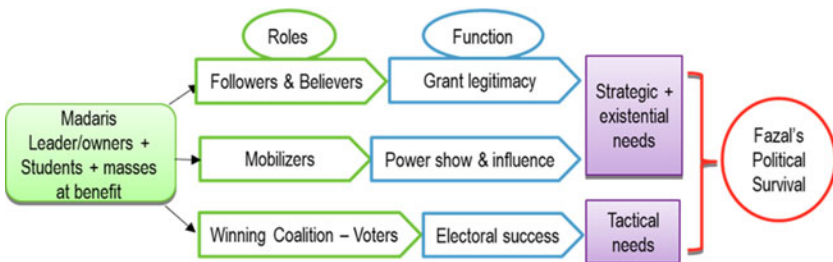 Roles
Function
Followers & Believers
Grant legitimacy
Strategic +
existential
needs
Madaris
Leader/owners +
Students + masses
at benefit
Mobilizers
Power show & influence
Fazal's
Political
Survival
Winning Coalition – Voters
Electoral success
Tactical
needs